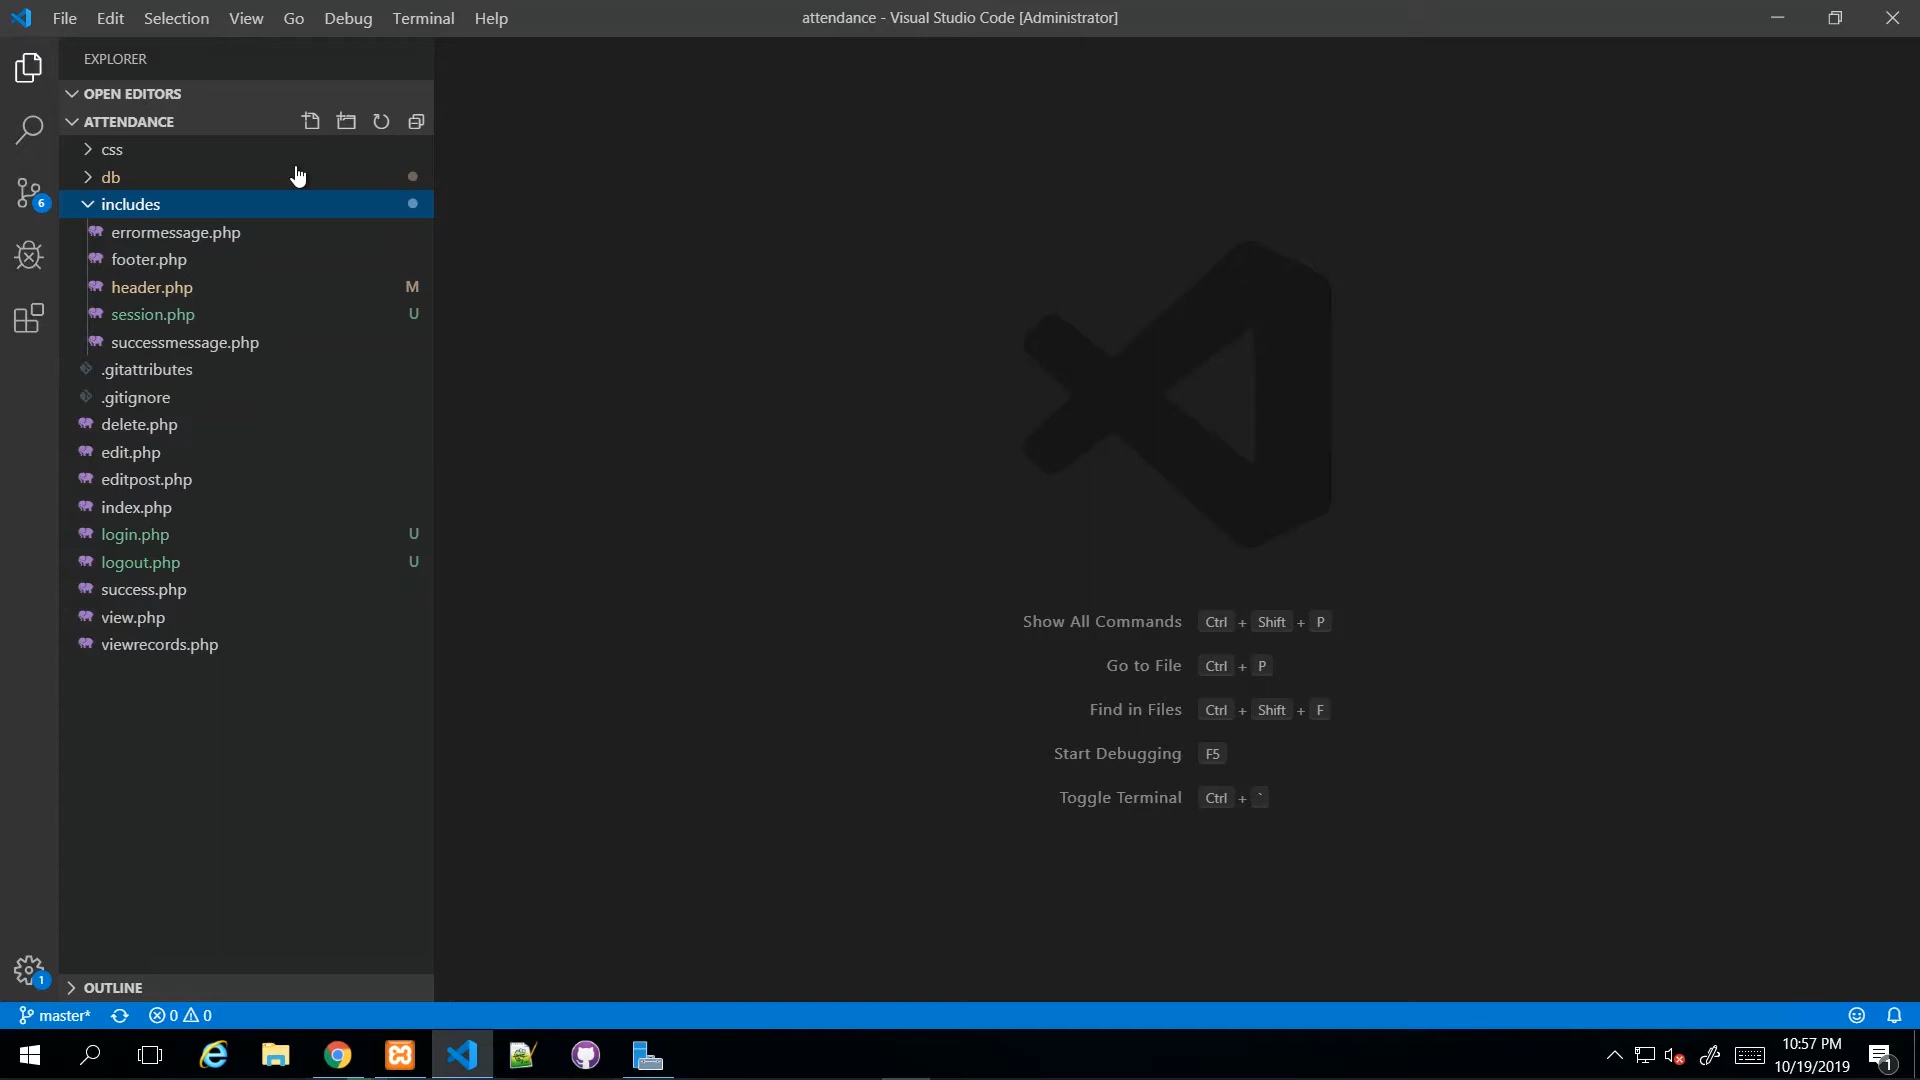 File Edit Selection View Go Debug Terminal Help
attendance - Visual Studio Code [Administrator]
EXPLORER
OPEN EDITORS
ATTENDANCE
css
db
includes
errormessage.php
footer.php
header.php M
session.php U
successmessage.php
.gitattributes
.gitignore
delete.php
edit.php
editpost.php
index.php
login.php U
logout.php U
success.php
view.php
viewrecords.php
OUTLINE
6
1
Show All Commands Ctrl + Shift + P
Go to File Ctrl + P
Find in Files Ctrl + Shift + F
Start Debugging F5
Toggle Terminal Ctrl + `
master* 0 0
10:57 PM
10/19/2019
1